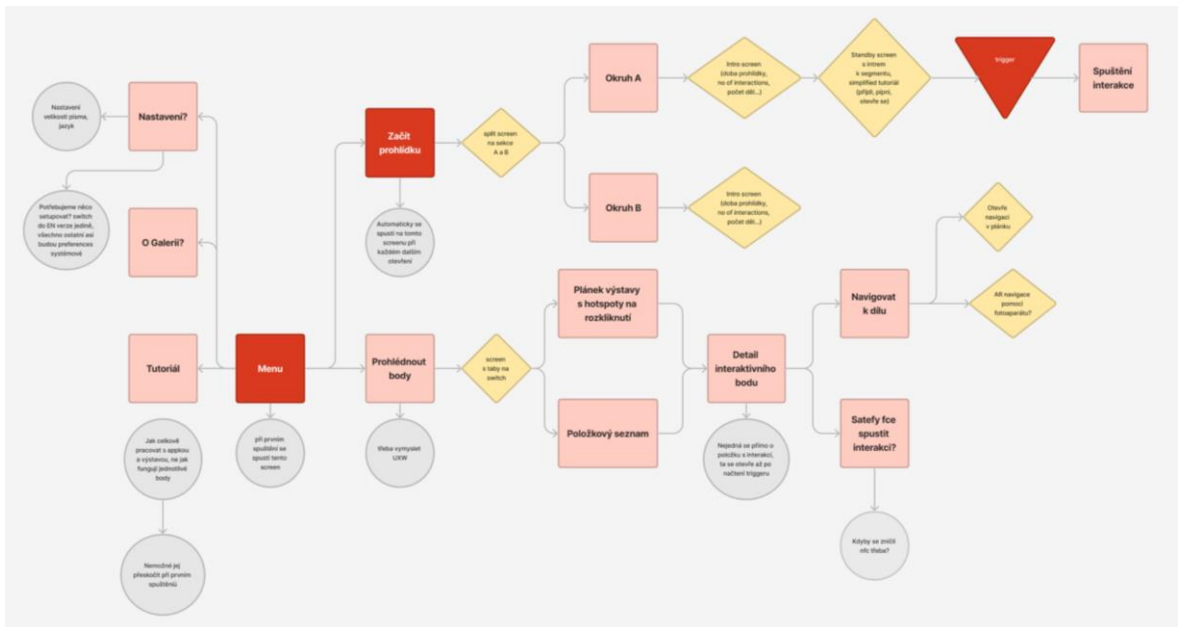 Nastavení
velikosti písma,
jazyk
Nastavení?
Potřebujeme něco
setupovat? switch
do EN verze jedině,
všechno ostatní asi
budou preferences
systémové
O Galerii?
Tutoriál
Menu
Jak celkově
pracovat s appkou
a výstavou, ne jak
fungují jednotlivé
body
Nemožné jej
přeskočit při prvním
spuštěniů
při prvním
spuštění se
spustí tento
screen
Začít
prohlídku
Automaticky se
spustí na tomto
screenu při
každém dalším
otevření
split screen
na sekce
A a B
Okruh A
Intro screen
(doba prohlídky,
no of interactions,
počet děl...)
Standby screen
s intrem
k segmentu,
simplified tutoriál
(přijdi, pípni,
otevře se)
trigger
Spuštění
interakce
Okruh B
Intro screen
(doba prohlídky,
no of interactions,
počet děl...)
Prohlédnout
body
třeba vymyslet
UXW
screen
s taby na
switch
Plánek výstavy
s hotspoty na
rozkliknutí
Položkový seznam
Detail
interaktivního
bodu
Nejedná se přímo o
položku s interakcí,
ta se otevře až po
načtení triggeru
Navigovat
k dílu
Otevře
navigaci
v plánku
AR navigace
pomocí
fotoaparátu?
Satefy fce
spustit
interakci?
Kdyby se zničil
nfc třeba?